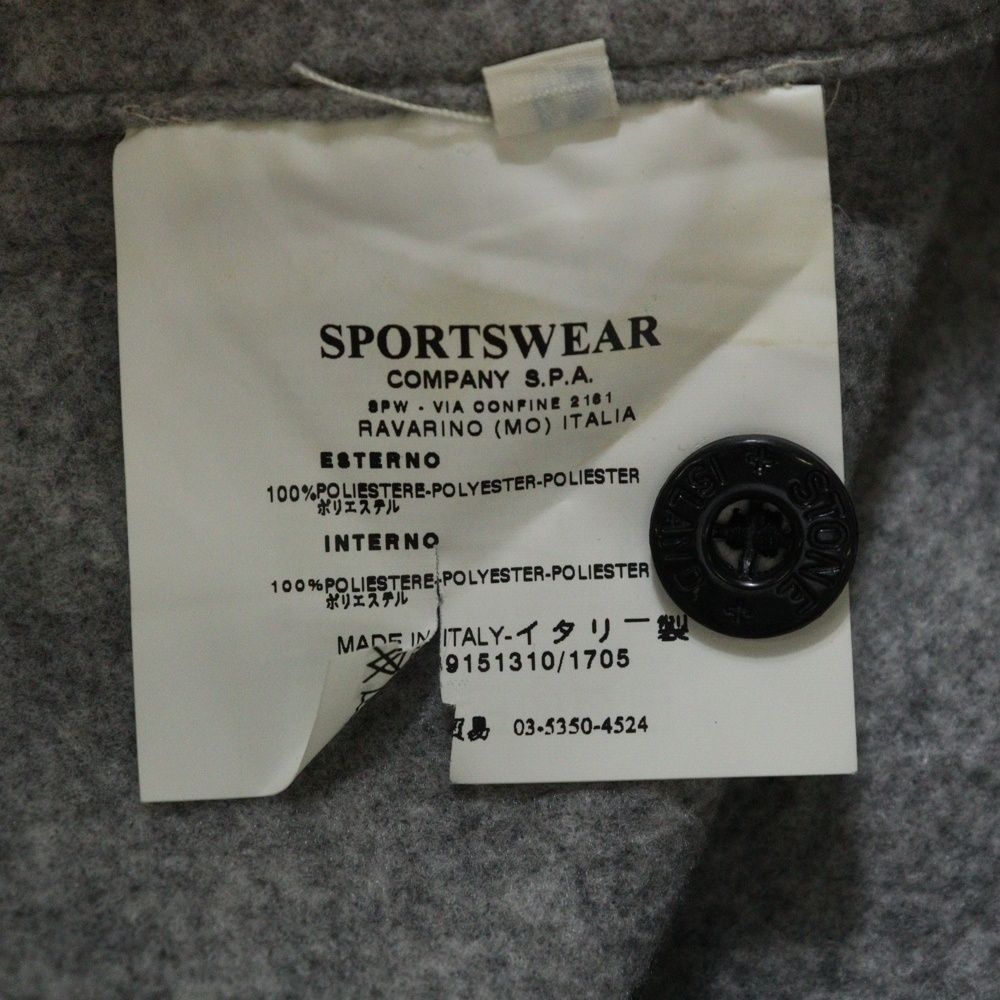 SPORTSWEAR
COMPANY S.P.A.
SPW - VIA CONFINE 2161
RAVARINO (MO) ITALIA
ESTERNO
100%POLIESTERE-POLYESTER-POLIESTER
ポリエステル
INTERNO
100%POLIESTERE-POLYESTER-POLIESTER
ポリエステル
MADE IN ITALY-イタリー製
9151310/1705
貿易 03-5350-4524
STONE ISLAND